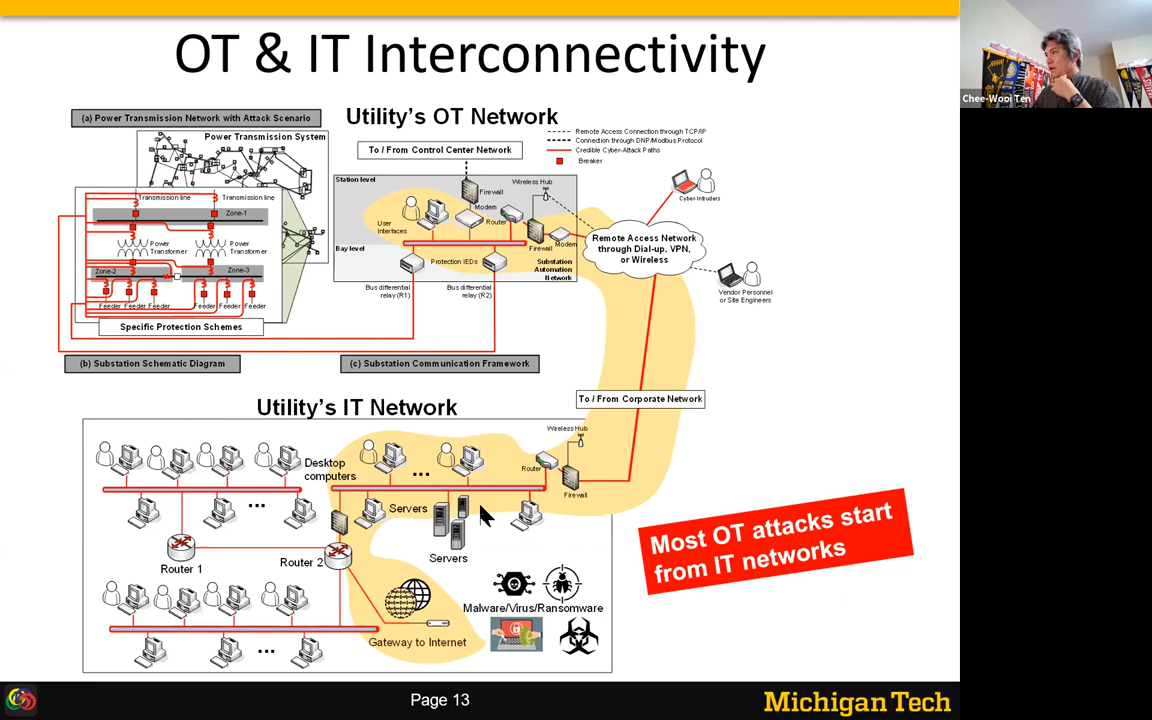 OT & IT Interconnectivity
Chee-Wooi Ten
(a) Power Transmission Network with Attack Scenario
Power Transmission System
Transmission line
Transmission line
Zone-1
Power
Transformer
Power
Transformer
Zone-2
Zone-3
Feeder
Feeder
Feeder
Feeder
Feeder
Feeder
Specific Protection Schemes
(b) Substation Schematic Diagram
Utility's OT Network
Remote Access Connection through TCP/IP
Connection through DNP/Modbus Protocol
Credible Cyber-Attack Paths
Breaker
To / From Control Center Network
Station level
Firewall
Wireless Hub
Modem
Router
User
Interfaces
Firewall
Modem
Bay level
Protection IEDs
Substation
Automation
Network
Bus differential
relay (R1)
Bus differential
relay (R2)
(c) Substation Communication Framework
Cyber-Intruders
Remote Access Network
through Dial-up, VPN,
or Wireless
Vendor Personnel
or Site Engineers
To / From Corporate Network
Utility's IT Network
Wireless Hub
Router
Firewall
Desktop
computers
...
...
Servers
Servers
Router 1
Router 2
...
Gateway to Internet
Malware/Virus/Ransomware
Most OT attacks start
from IT networks
Page 13
Michigan Tech